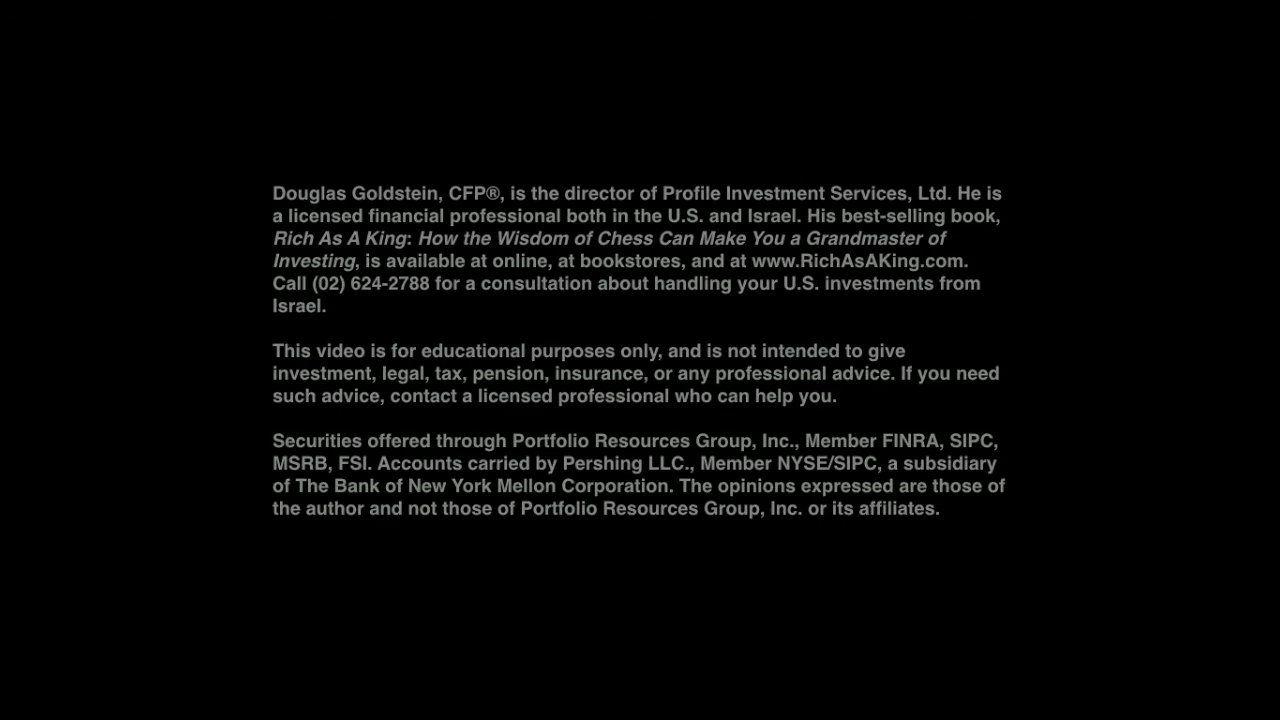 Douglas Goldstein, CFP®, is the director of Profile Investment Services, Ltd. He is
a licensed financial professional both in the U.S. and Israel. His best-selling book,
Rich As A King: How the Wisdom of Chess Can Make You a Grandmaster of
Investing, is available at online, at bookstores, and at www.RichAsAKing.com.
Call (02) 624-2788 for a consultation about handling your U.S. investments from
Israel.
This video is for educational purposes only, and is not intended to give
investment, legal, tax, pension, insurance, or any professional advice. If you need
such advice, contact a licensed professional who can help you.
Securities offered through Portfolio Resources Group, Inc., Member FINRA, SIPC,
MSRB, FSI. Accounts carried by Pershing LLC., Member NYSE/SIPC, a subsidiary
of The Bank of New York Mellon Corporation. The opinions expressed are those of
the author and not those of Portfolio Resources Group, Inc. or its affiliates.